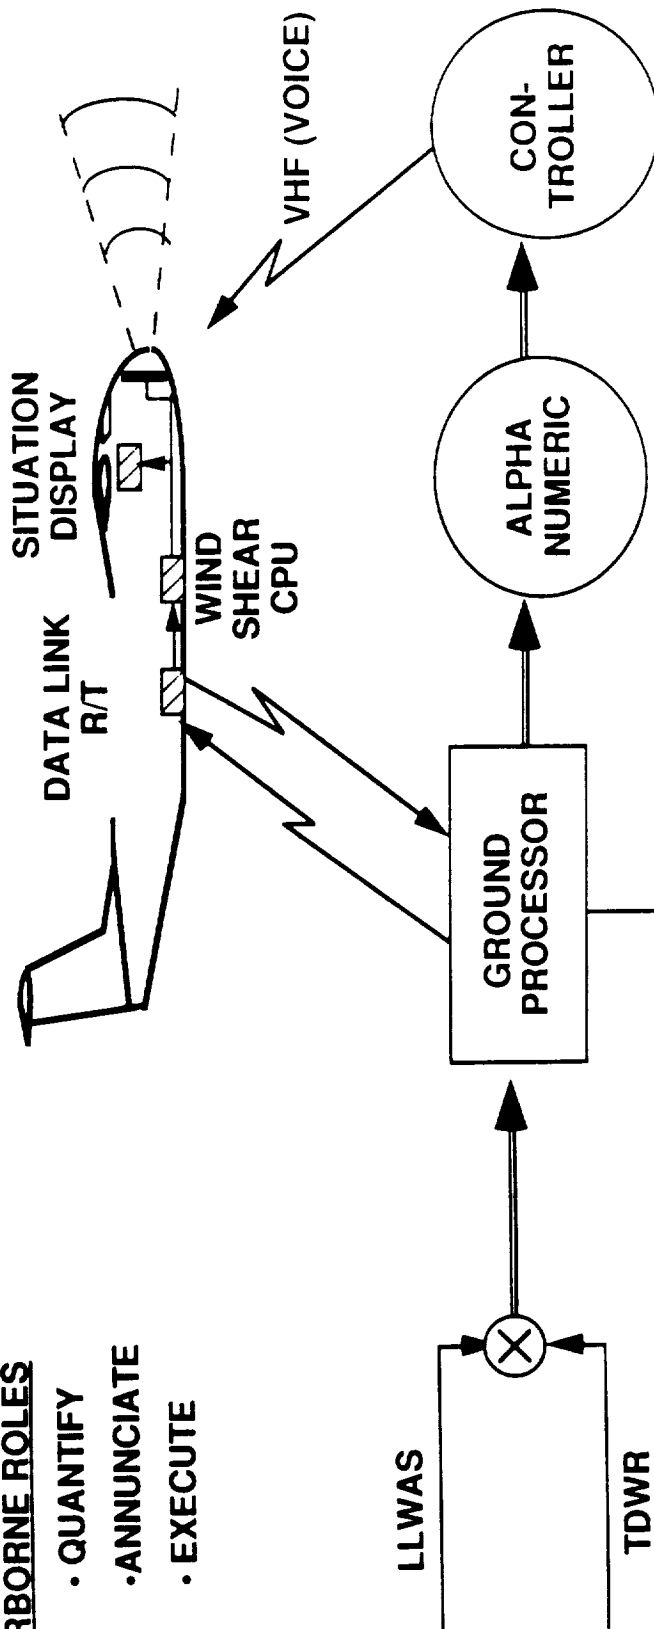 RBORNE ROLES
• QUANTIFY
• ANNUNCIATE
• EXECUTE
DATA LINK
R/T
SITUATION
DISPLAY
WIND
SHEAR
CPU
VHF (VOICE)
LLWAS
TDWR
GROUND
PROCESSOR
ALPHA
NUMERIC
CON-
TROLLER